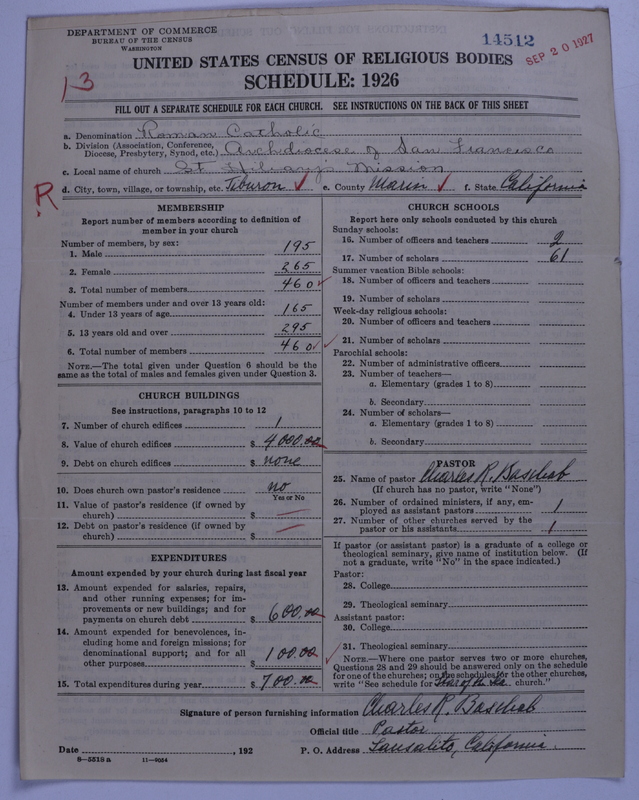 DEPARTMENT OF COMMERCE
BUREAU OF THE CENSUS
WASHINGTON
14512
SEP 20 1927
UNITED STATES CENSUS OF RELIGIOUS BODIES
SCHEDULE: 1926
13
FILL OUT A SEPARATE SCHEDULE FOR EACH CHURCH. SEE INSTRUCTIONS ON THE BACK OF THIS SHEET
a. Denomination Roman Catholic
b. Division (Association, Conference, Diocese, Presbytery, Synod, etc.) Archdiocese of San Francisco
c. Local name of church St Hilary's Mission
R
d. City, town, village, or township, etc. Tiburon ✓ e. County Marin ✓ f. State California
MEMBERSHIP
Report number of members according to definition of
member in your church
Number of members, by sex:
1. Male 195
2. Female 265
3. Total number of members 460 ✓
Number of members under and over 13 years old:
4. Under 13 years of age 165
5. 13 years old and over 295
6. Total number of members 460 ✓
NOTE.—The total given under Question 6 should be
the same as the total of males and females given under Question 3.
CHURCH BUILDINGS
See instructions, paragraphs 10 to 12
7. Number of church edifices 1
8. Value of church edifices $ 4000.00
9. Debt on church edifices $ none
10. Does church own pastor's residence no
Yes or No
11. Value of pastor's residence (if owned by
church) $ —
12. Debt on pastor's residence (if owned by
church) $ —
EXPENDITURES
Amount expended by your church during last fiscal year
13. Amount expended for salaries, repairs,
and other running expenses; for im-
provements or new buildings; and for
payments on church debt $ 600.00
14. Amount expended for benevolences, in-
cluding home and foreign missions; for
denominational support; and for all
other purposes $ 100.00
15. Total expenditures during year $ 700.00
CHURCH SCHOOLS
Report here only schools conducted by this church
Sunday schools:
16. Number of officers and teachers 2
17. Number of scholars 61
Summer vacation Bible schools:
18. Number of officers and teachers
19. Number of scholars
Week-day religious schools:
20. Number of officers and teachers
✓ 21. Number of scholars
Parochial schools:
22. Number of administrative officers
23. Number of teachers—
a. Elementary (grades 1 to 8)
b. Secondary
24. Number of scholars—
a. Elementary (grades 1 to 8)
b. Secondary
PASTOR
25. Name of pastor Charles R. Baschab
(If church has no pastor, write "None")
26. Number of ordained ministers, if any, em-
ployed as assistant pastors 1
27. Number of other churches served by the
pastor or his assistants 1
If pastor (or assistant pastor) is a graduate of a college or
theological seminary, give name of institution below. (If
not a graduate, write "No" in the space indicated.)
Pastor:
28. College
29. Theological seminary
Assistant pastor:
30. College
✓ 31. Theological seminary
NOTE.—Where one pastor serves two or more churches,
Questions 28 and 29 should be answered only on the schedule
for one of the churches; on the schedules for the other churches,
write "See schedule for Star of the Sea church."
Signature of person furnishing information Charles R. Baschab
Official title Pastor
Date , 192 P. O. Address Sausalito, California
8—5518 a 11—9054